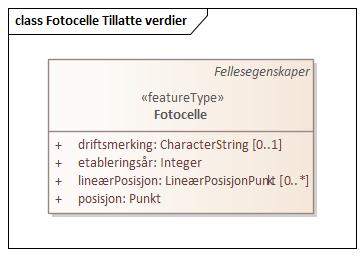 class Fotocelle Tillatte verdier
Fellesegenskaper
«featureType»
Fotocelle
+ driftsmerking: CharacterString [0..1]
+ etableringsår: Integer
+ lineærPosisjon: LineærPosisjonPunkt [0..*]
+ posisjon: Punkt